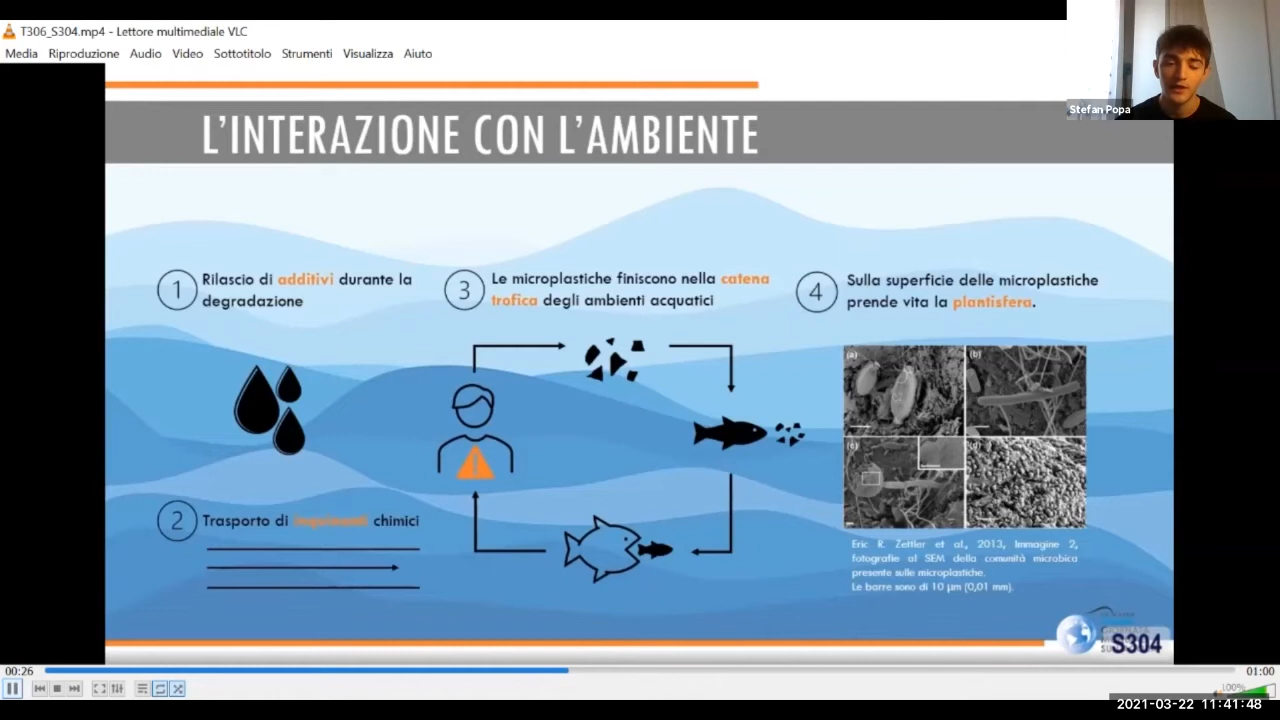 T306_S304.mp4 - Lettore multimediale VLC
Media Riproduzione Audio Video Sottotitolo Strumenti Visualizza Aiuto
Stefan Popa
L'INTERAZIONE CON L'AMBIENTE
1 Rilascio di additivi durante la
degradazione
2 Trasporto di inquinanti chimici
3 Le microplastiche finiscono nella catena
trofica degli ambienti acquatici
4 Sulla superficie delle microplastiche
prende vita la plantisfera.
(a) (b)
(c) (d)
Eric R. Zettler et al., 2013, Immagine 2,
fotografie al SEM della comunità microbica
presente sulle microplastiche.
Le barre sono di 10 μm (0,01 mm).
S304
00:26 01:00
100%
2021-03-22 11:41:48